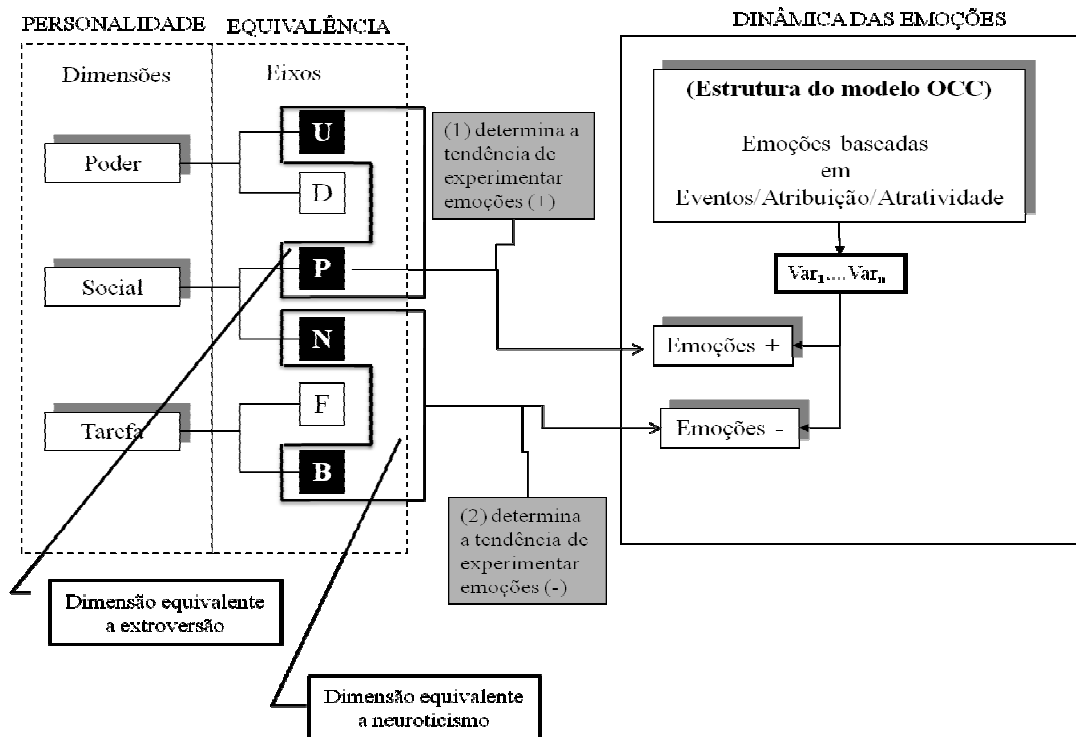 PERSONALIDADE
EQUIVALÊNCIA
DINÂMICA DAS EMOÇÕES
Dimensões
Eixos
Poder
Social
Tarefa
U
D
P
N
F
B
(1) determina a
tendência de
experimentar
emoções (+)
(2) determina
a tendência de
experimentar
emoções (-)
(Estrutura do modelo OCC)
Emoções baseadas
em
Eventos/Atribuição/Atratividade
Var1....Varn
Emoções +
Emoções -
Dimensão equivalente
a extroversão
Dimensão equivalente
a neuroticismo